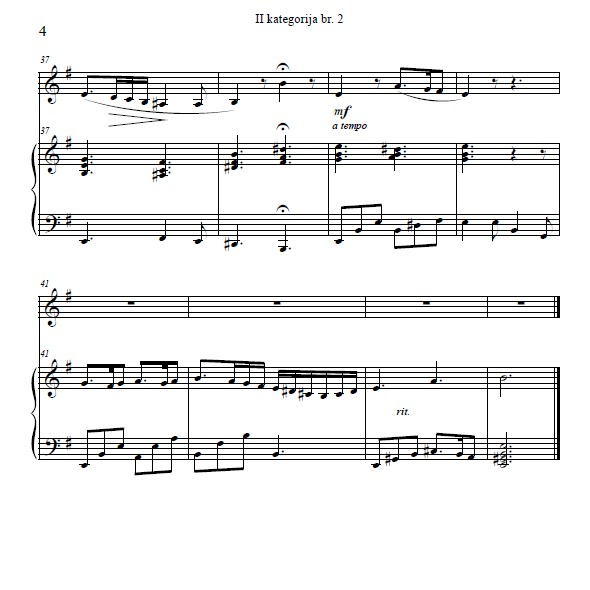 II kategorija br. 2
4
37
mf
a tempo
37
41
41
rit.